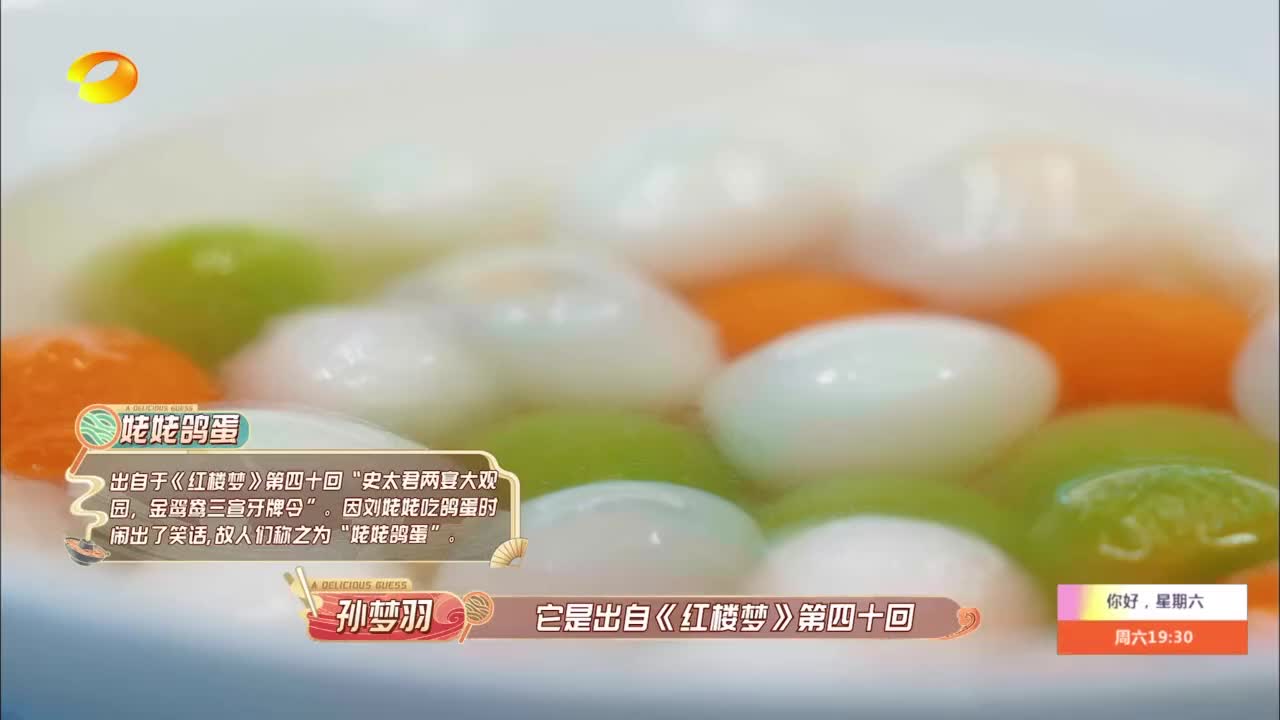 A DELICIOUS GUESS
姥姥鸽蛋
出自于《红楼梦》第四十回“史太君两宴大观
园，金鸳鸯三宣牙牌令”。因刘姥姥吃鸽蛋时
闹出了笑话,故人们称之为“姥姥鸽蛋”。
A DELICIOUS GUESS
孙梦羽
它是出自《红楼梦》第四十回
你好，星期六
周六19:30